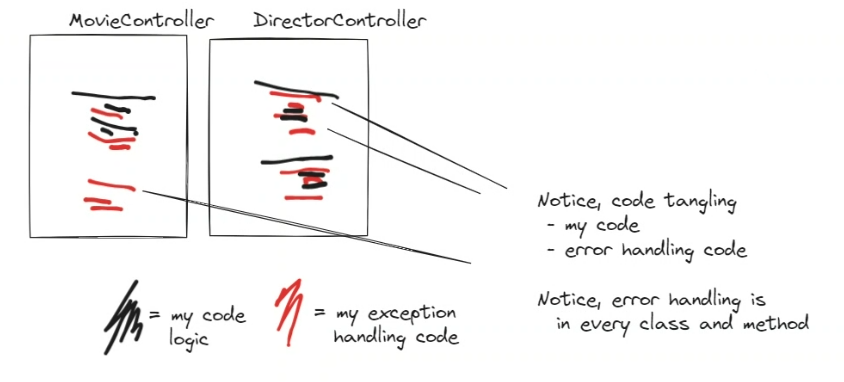 MovieController
DirectorController
Notice, code tangling
- my code
- error handling code
Notice, error handling is
in every class and method
= my code
logic
= my exception
handling code